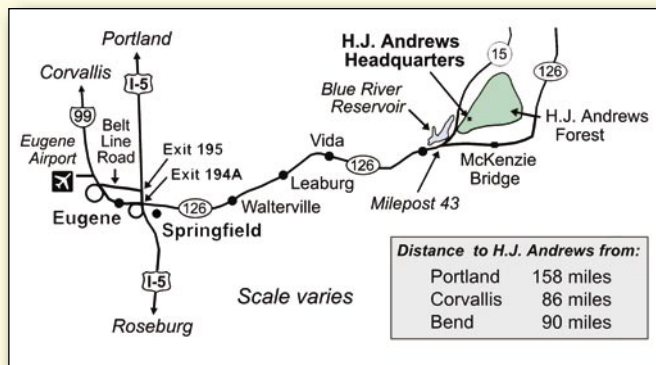 Portland
Corvallis
I-5
99
Eugene
Airport
Belt
Line
Road
Exit 195
Exit 194A
Eugene
126
Springfield
I-5
Roseburg
Walterville
Leaburg
Vida
126
Blue River
Reservoir
H.J. Andrews
Headquarters
15
126
H.J. Andrews
Forest
McKenzie
Bridge
Milepost 43
Scale varies
Distance to H.J. Andrews from:
Portland 158 miles
Corvallis 86 miles
Bend 90 miles